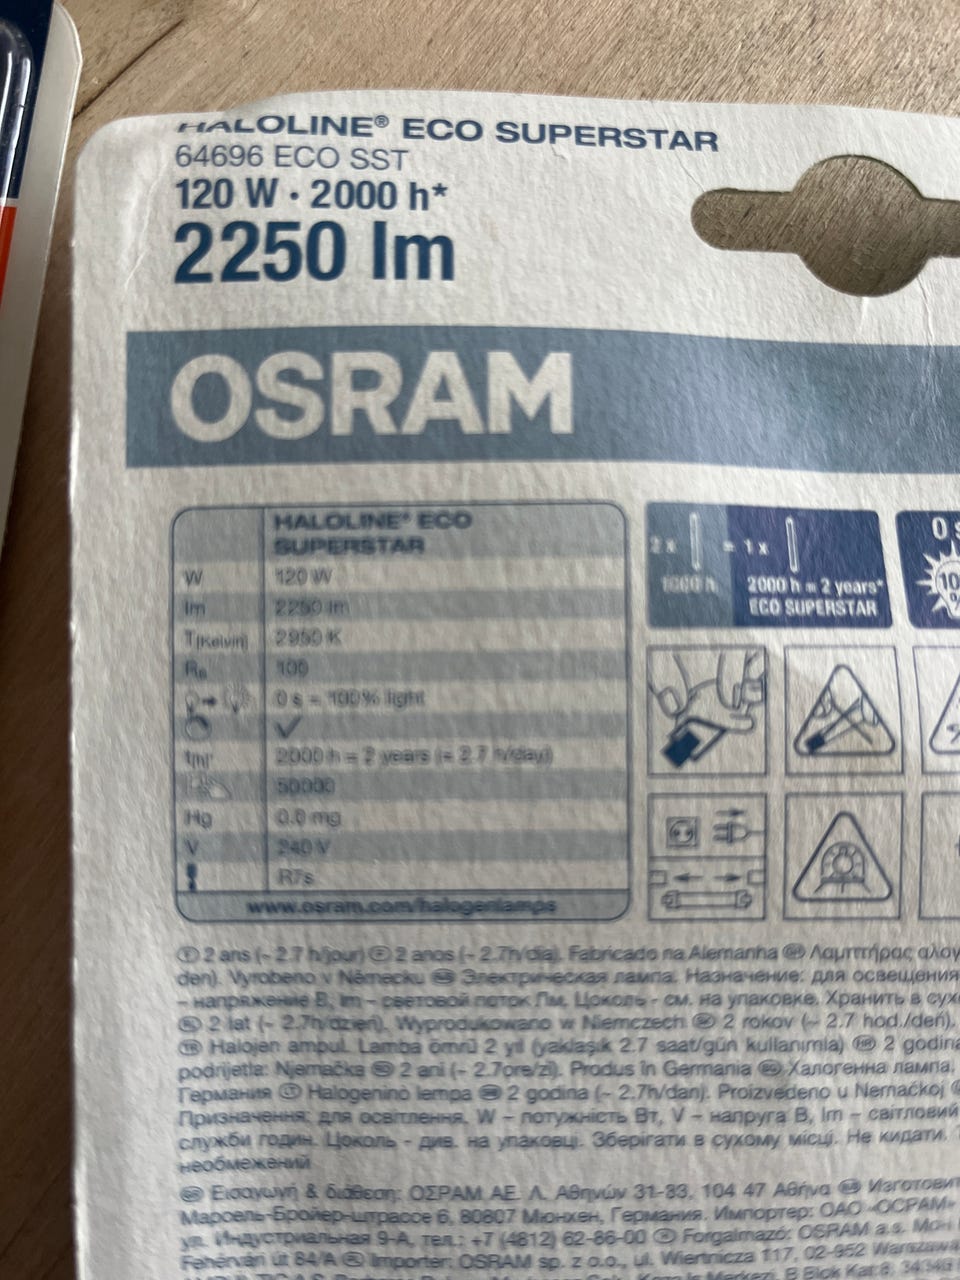 HALOLINE® ECO SUPERSTAR
64696 ECO SST
120 W · 2000 h*
2250 lm
OSRAM
HALOLINE® ECO
SUPERSTAR
W 120 W
lm 2250 lm
T(Kelvin) 2950 K
Ra 100
0 s = 100% light
2000 h = 2 years (= 2.7 h/day)
50000
Hg 0.0 mg
V 240 V
R7s
www.osram.com/halogenlamps
2 x = 1 x
1000 h 2000 h = 2 years*
ECO SUPERSTAR
0 s
2 ans (~ 2.7 h/jour) 2 anos (~ 2.7h/dia). Fabricado na Alemanha Λαμπτήρας
den). Vyrobeno v Německu Электрическая лампа. Назначение: для освещения
– напряжение В, lm – световой поток Лм, Цоколь - см. на упаковке. Хранить в
2 lat (~ 2.7h/dzień). Wyprodukowano w Niemczech 2 rokov (~ 2.7 hod./deň).
Halojen ampul. Lamba ömrü 2 yıl (yaklaşık 2.7 saat/gün kullanımla) 2
podrijetla: Njemačka 2 ani (~ 2.7ore/zi). Produs în Germania Халогенна лампа.
Германия Halogeninė lempa 2 godina (~ 2.7h/dan). Proizvedeno u Nemačkoj
Призначення: для освітлення. W – потужність Вт, V – напруга В, lm – світловий
служби годин. Цоколь - див. на упаковці. Зберігати в сухому місці. Не кидати.
необмежений
Εισαγωγή & διάθεση: ΟΣΡΑΜ ΑΕ. Λ. Αθηνών 31-33, 104 47 Αθήνα
Марсель-Бройер-штрассе 6, 80807 Мюнхен, Германия. Импортер: ОАО «ОСРАМ»
ул. Индустриальная 9-А, тел.: +7 (4812) 62-86-00 Forgalmazó: OSRAM a.s.
Fehérvári út 84/A Importer: OSRAM sp. z o.o., ul. Wiertnicza 117, 02-952 Warszawa